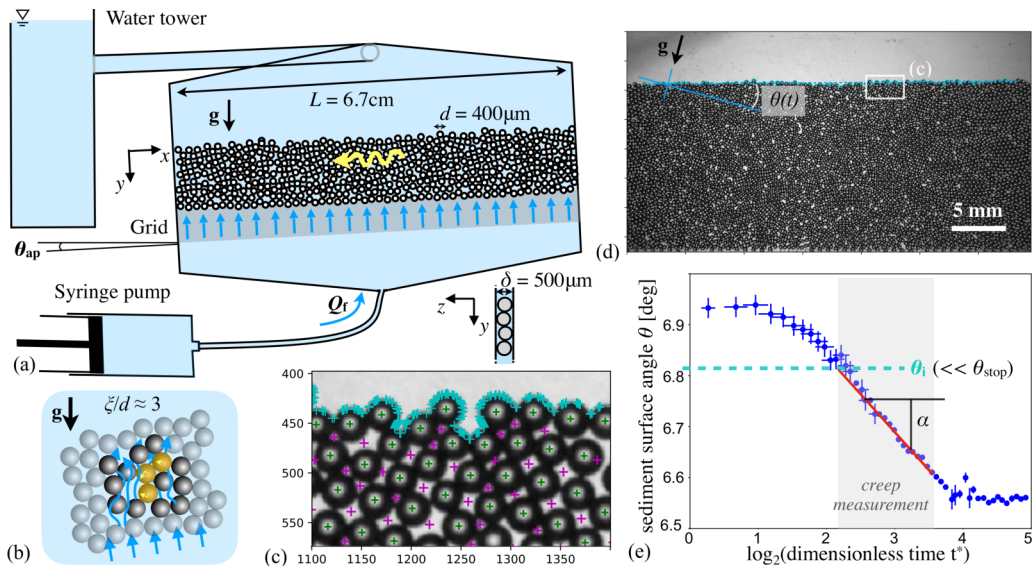 Water tower
L = 6.7cm
g
d = 400μm
x
y
Grid
θap
Syringe pump
Qf
δ = 500μm
z
y
(a)
g
ξ/d ≈ 3
(b)
400
450
500
550
1100
1150
1200
1250
1300
1350
(c)
g
(c)
θ(t)
5 mm
(d)
sediment surface angle θ [deg]
6.9
6.8
6.7
6.6
6.5
θi (<< θstop)
α
creep
measurement
0
1
2
3
4
5
log2(dimensionless time t*)
(e)